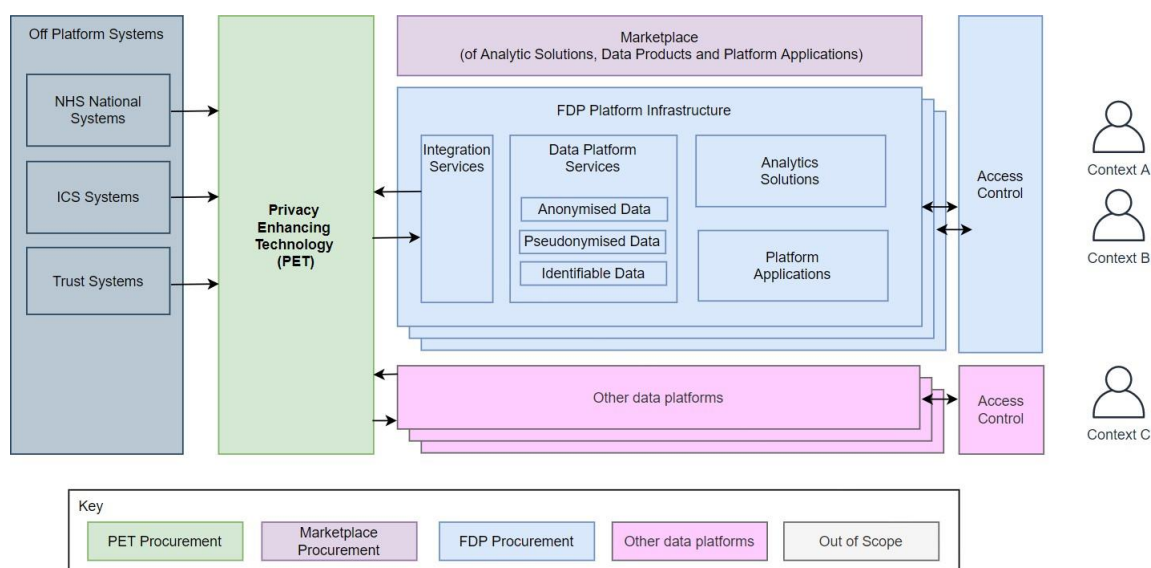 Off Platform Systems
NHS National
Systems
ICS Systems
Trust Systems
Privacy
Enhancing
Technology
(PET)
Marketplace
(of Analytic Solutions, Data Products and Platform Applications)
FDP Platform Infrastructure
Integration
Services
Data Platform
Services
Anonymised Data
Pseudonymised Data
Identifiable Data
Analytics
Solutions
Platform
Applications
Access
Control
Context A
Context B
Other data platforms
Access
Control
Context C
Key
PET Procurement
Marketplace
Procurement
FDP Procurement
Other data platforms
Out of Scope